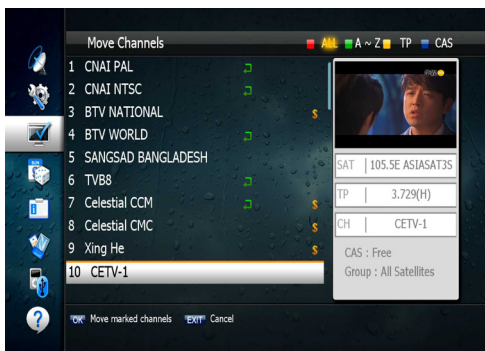 Move Channels
ALL A ~ Z TP CAS
1 CNAI PAL
2 CNAI NTSC
3 BTV NATIONAL $
4 BTV WORLD
5 SANGSAD BANGLADESH
6 TVB8
7 Celestial CCM $
8 Celestial CMC $
9 Xing He $
10 CETV-1
SAT 105.5E ASIASAT3S
TP 3.729(H)
CH CETV-1
CAS : Free
Group : All Satellites
OK Move marked channels EXIT Cancel